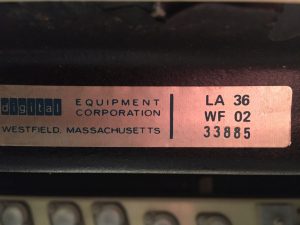 digital EQUIPMENT CORPORATION
WESTFIELD, MASSACHUSETTS
LA 36
WF 02
33885